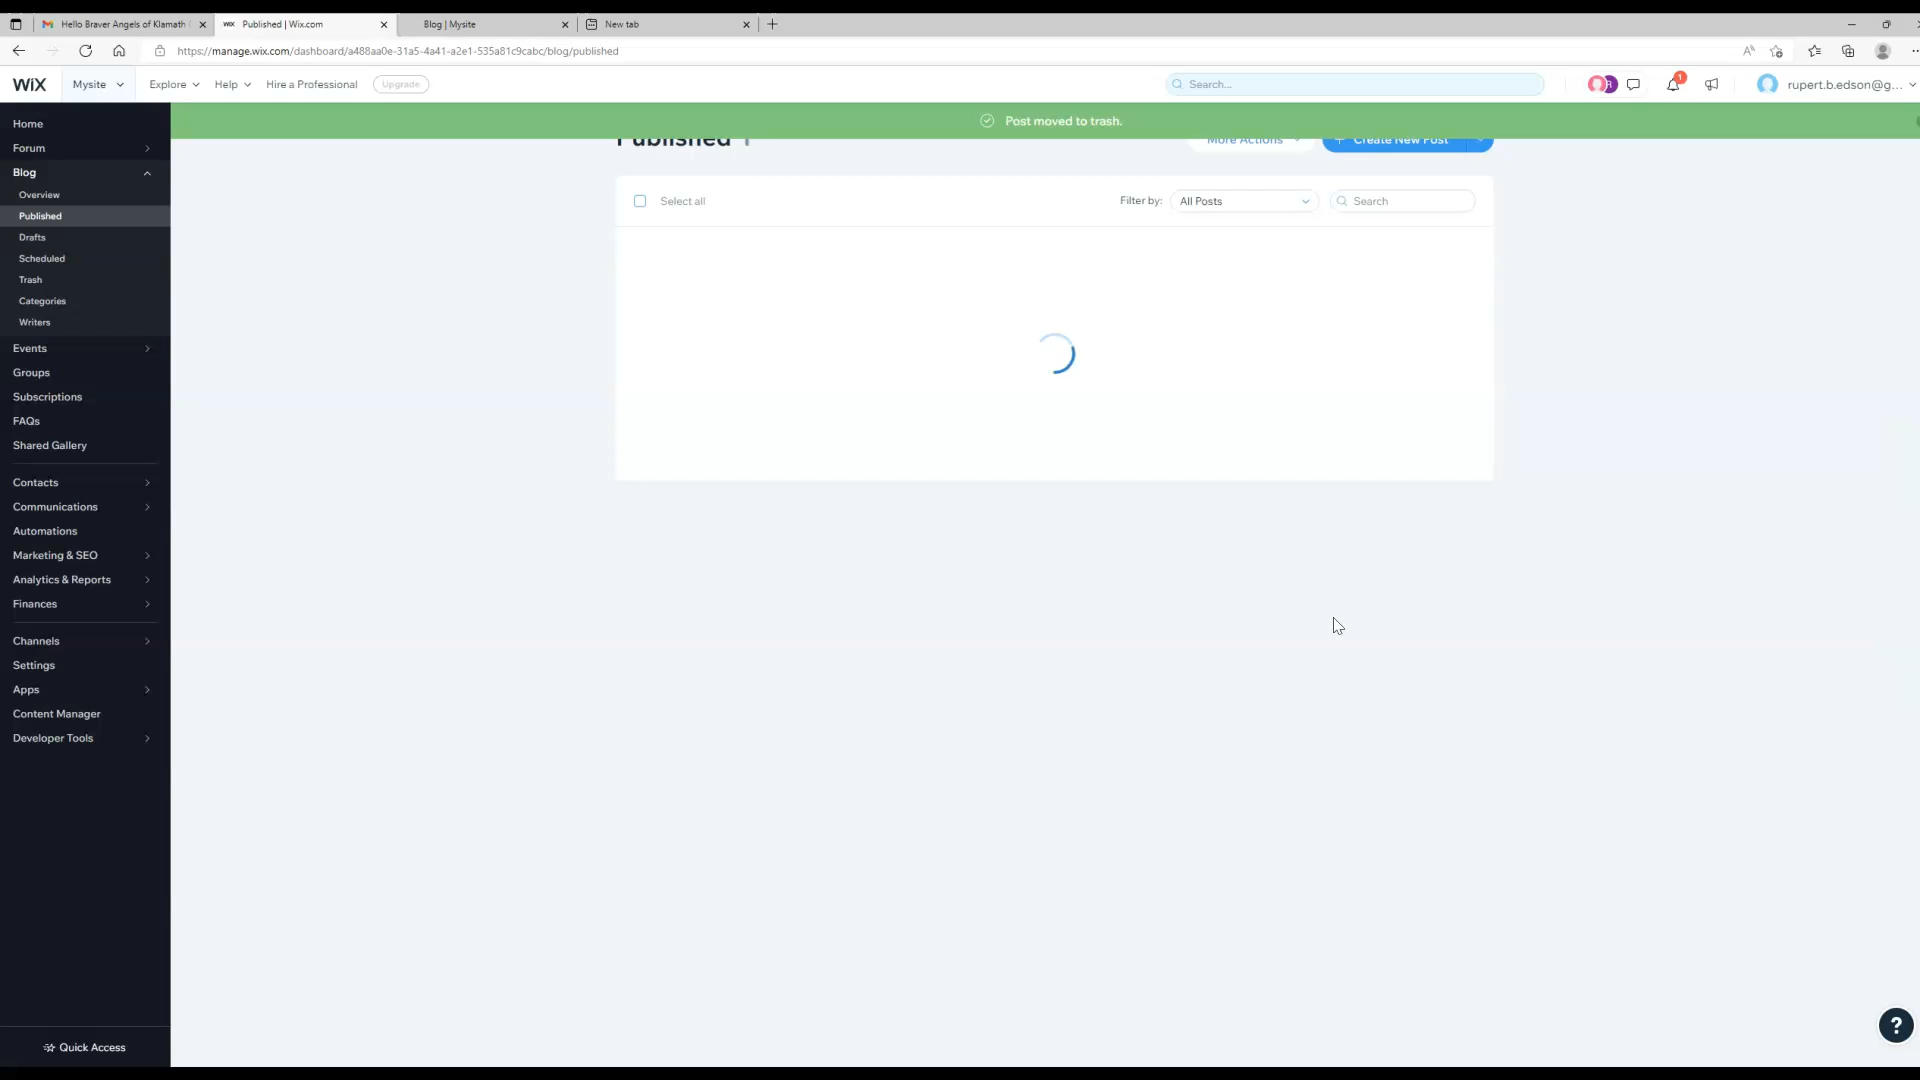 Hello Braver Angels of Klamath
Published | Wix.com
Blog | Mysite
New tab
https://manage.wix.com/dashboard/a488aa0e-31a5-4a41-a2e1-535a81c9cabc/blog/published
WiX
Mysite
Explore
Help
Hire a Professional
Upgrade
Search...
1
rupert.b.edson@g...
Post moved to trash.
Home
Forum
Blog
Overview
Published
Drafts
Scheduled
Trash
Categories
Writers
Events
Groups
Subscriptions
FAQs
Shared Gallery
Contacts
Communications
Automations
Marketing & SEO
Analytics & Reports
Finances
Channels
Settings
Apps
Content Manager
Developer Tools
Quick Access
Published
More Actions
+ Create New Post
Select all
Filter by:
All Posts
Search
?